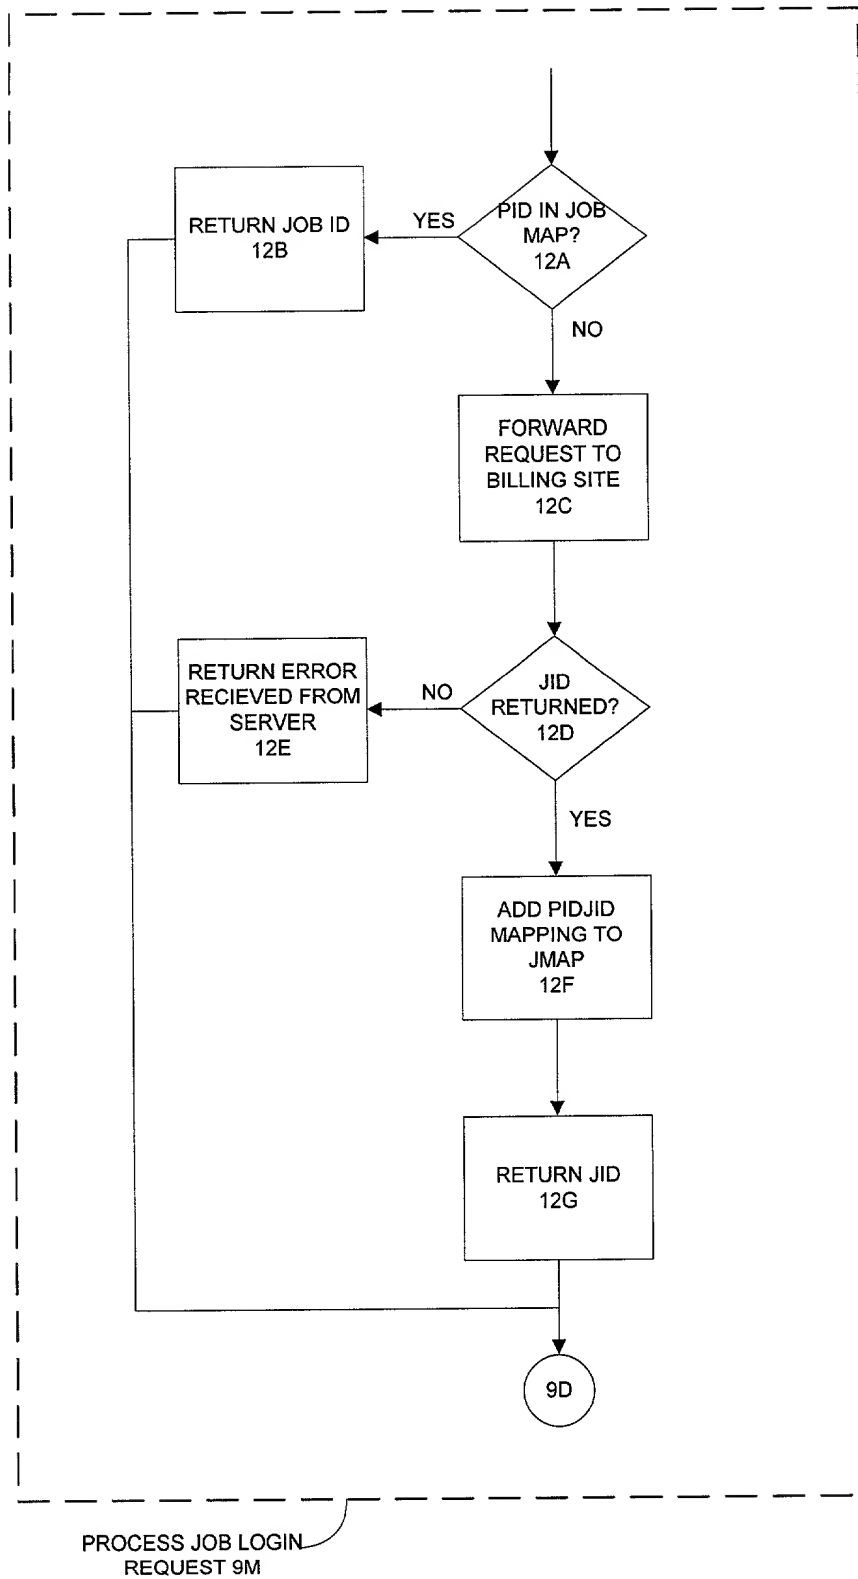 PID IN JOB
MAP?
12A
YES
RETURN JOB ID
12B
NO
FORWARD
REQUEST TO
BILLING SITE
12C
JID
RETURNED?
12D
NO
RETURN ERROR
RECIEVED FROM
SERVER
12E
YES
ADD PIDJID
MAPPING TO
JMAP
12F
RETURN JID
12G
9D
PROCESS JOB LOGIN
REQUEST 9M